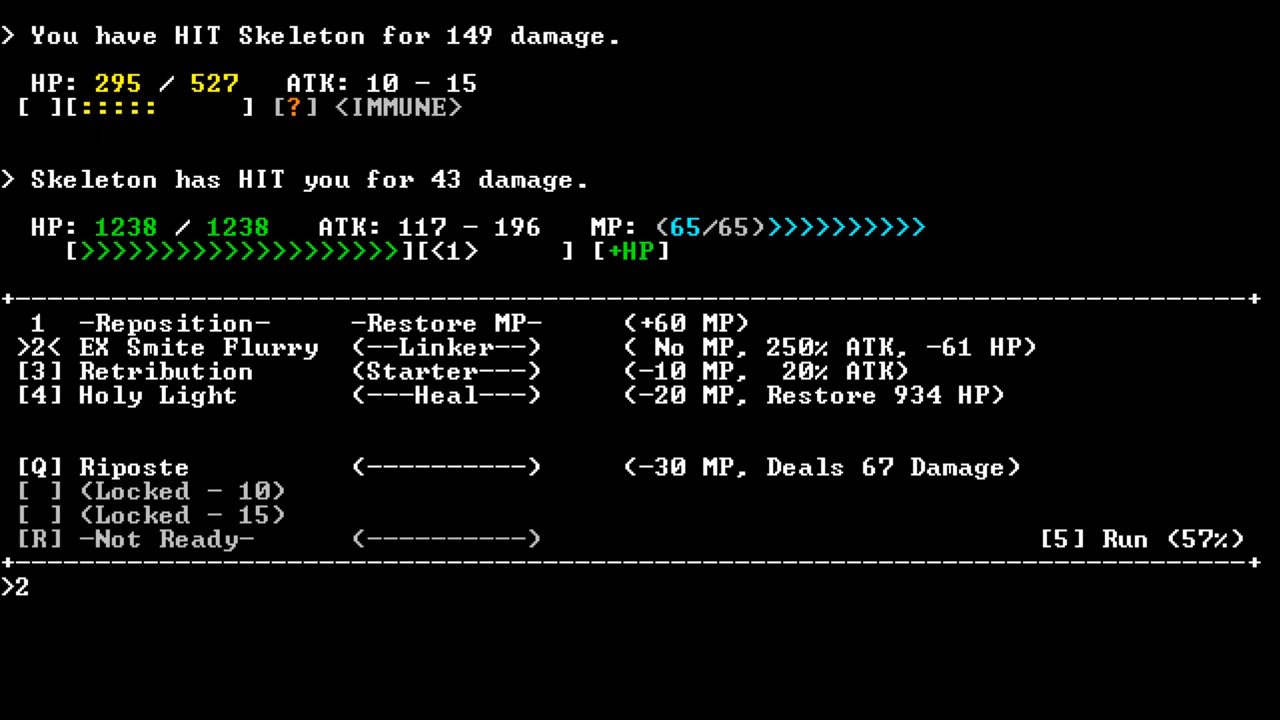 > You have HIT Skeleton for 149 damage.
HP: 295 / 527   ATK: 10 - 15
[ ][:::::     ] [?] <IMMUNE>
> Skeleton has HIT you for 43 damage.
HP: 1238 / 1238   ATK: 117 - 196   MP: (65/65)>>>>>>>>>>
[>>>>>>>>>>>>>>>>>>>>][<1>     ] [+HP]
+------------------------------------------------------------------------------+
1  -Reposition-     -Restore MP-     (+60 MP)
>2< EX Smite Flurry  (--Linker--)     ( No MP, 250% ATK, -61 HP)
[3] Retribution      (Starter---)     (-10 MP,  20% ATK)
[4] Holy Light       (---Heal---)     (-20 MP, Restore 934 HP)
[Q] Riposte          (----------)     (-30 MP, Deals 67 Damage)
[ ] (Locked - 10)
[ ] (Locked - 15)
[R] -Not Ready-      (----------)                               [5] Run (57%)
+------------------------------------------------------------------------------+
>2